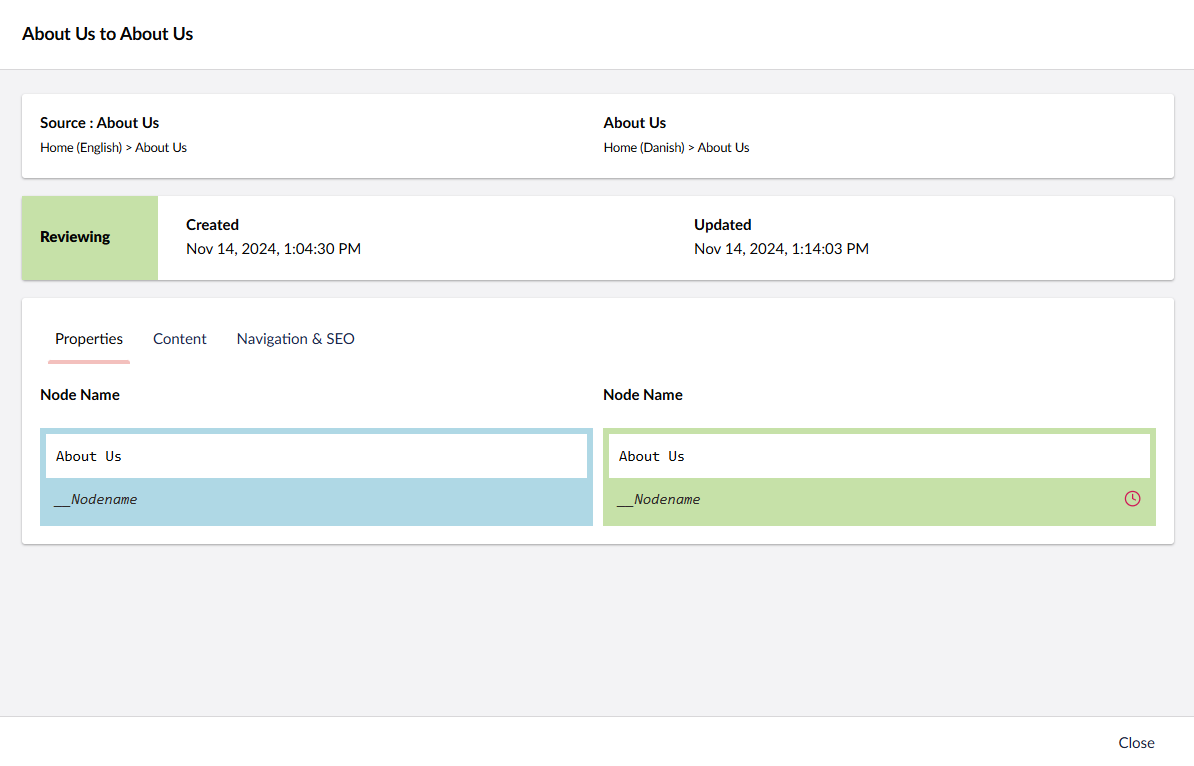 About Us to About Us
Source : About Us
Home (English) > About Us
About Us
Home (Danish) > About Us
Reviewing
Created
Nov 14, 2024, 1:04:30 PM
Updated
Nov 14, 2024, 1:14:03 PM
Properties Content Navigation & SEO
Node Name
About Us
__Nodename
Node Name
About Us
__Nodename
Close